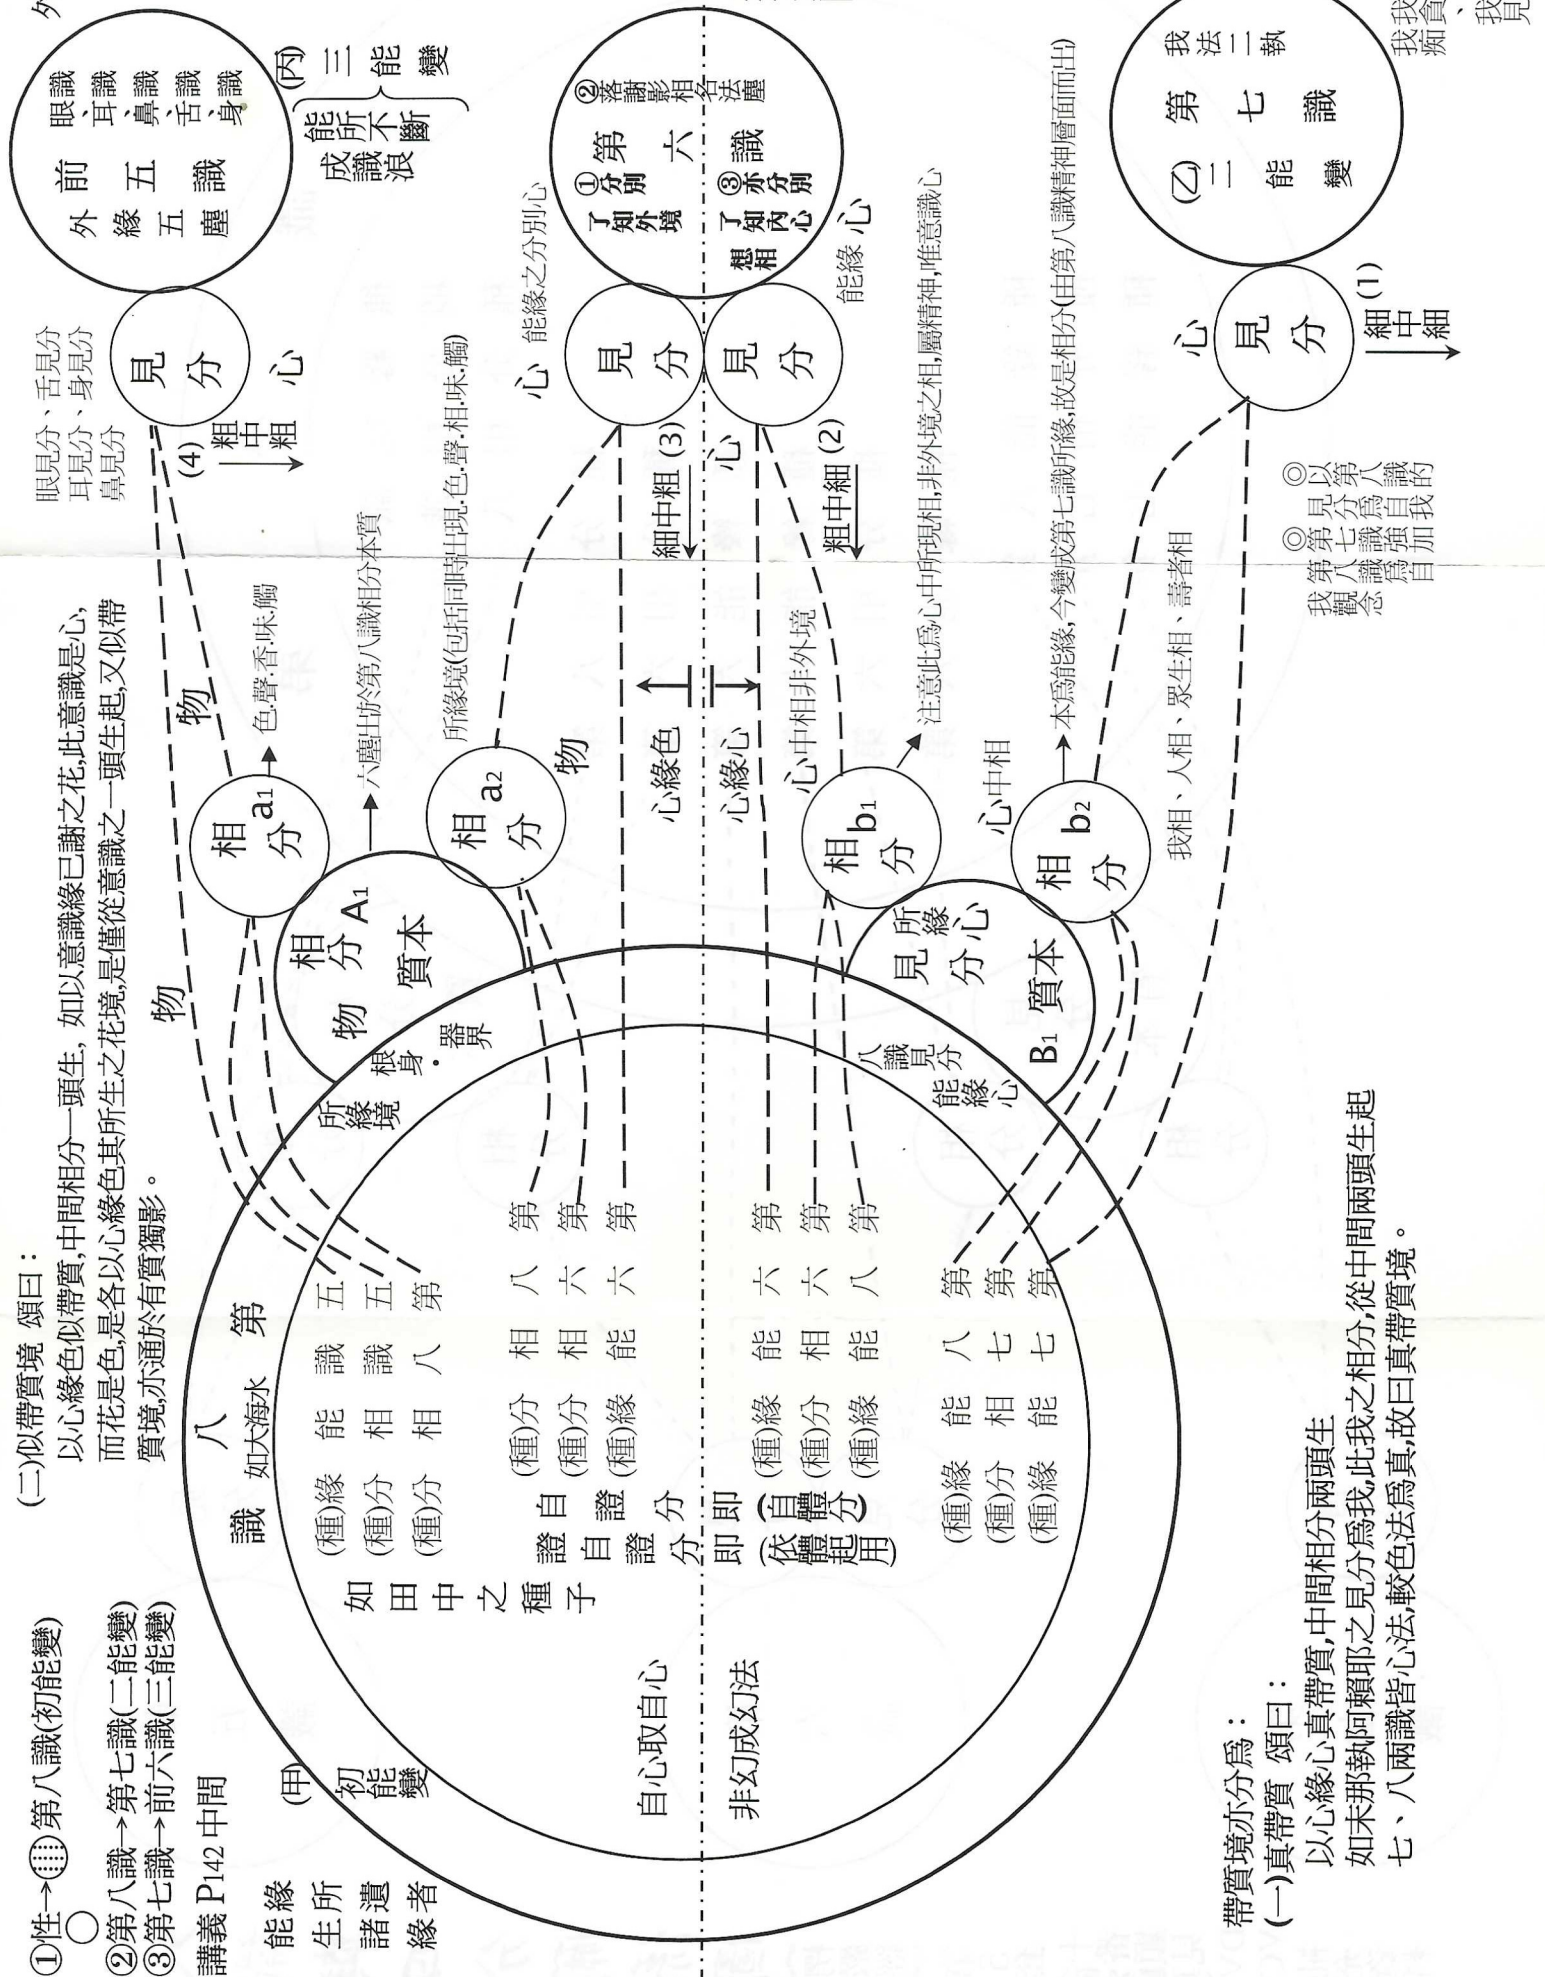 ①性→第八識(初能變)
②第八識→第七識(二能變)
③第七識→前六識(三能變)
講義 P142 中間
能緣
生所
諸遺
緣者
(二)似帶質境 頌曰：
以心緣色似帶質,中間相分一頭生, 如以意識緣已謝之花,此意識是心,
而花是色,是各以心緣色其所生之花境,是僅從意識之一頭生起,又似帶
質境,亦通於有質獨影。
(甲)
初能變
第八識
如大海水
所緣境
根身・器界
五識能緣(種)
五識相分(種)
第八相分(種)
第八相分(種)
第六相分(種)
第六能緣(種)
第六能緣(種)
第六相分(種)
第八能緣(種)
第八能緣(種)
第七相分(種)
第七能緣(種)
自證分 即(自體分)
證自證分 即(依體起用)
如田中之種子
自心取自心
非幻成幻法
八識見分
能緣心
相分 A1
物 本質
所緣心
見分
本質 B1
物
物
相分 a1
→色.聲.香.味.觸
→六塵出於第八識相分本質
相分 a2
物
所緣境(包括同時出現.色.聲.相.味.觸)
心緣色
心緣心
心中相非外境
相分 b1
注意此爲心中所現相,非外境之相,屬精神,唯意識心
心中相
相分 b2
→本爲能緣,今變成第七識所緣,故是相分(由第八識精神層面而出)
我相、人相、眾生相、壽者相
眼見分、舌見分
耳見分、身見分
鼻見分
(4)
粗中粗
見分
心
外前五識
外緣五塵
眼識、
耳識、
鼻識、
舌識、
身識
(丙)
三能變
能所不斷
成識浪
心 能緣之分別心
見分
細中粗 (3)
心
見分
粗中細 (2)
能緣心
第六識
①分別
了知外境
②落謝影相名法塵
③亦分別
了知內心
想相
心
見分
(1)
細中細
第七識
(乙)二能變
我法二執
我貪、
我痴
我見
◎以第八識的
見分爲自我
◎第七識強加
第八識爲自
我觀念
帶質境亦分爲：
(一)真帶質 頌曰：
以心緣心真帶質,中間相分兩頭生
如末那執阿賴耶之見分爲我,此我之相分,從中間兩頭生起
七、八兩識皆心法,較色法爲真,故曰真帶質境。